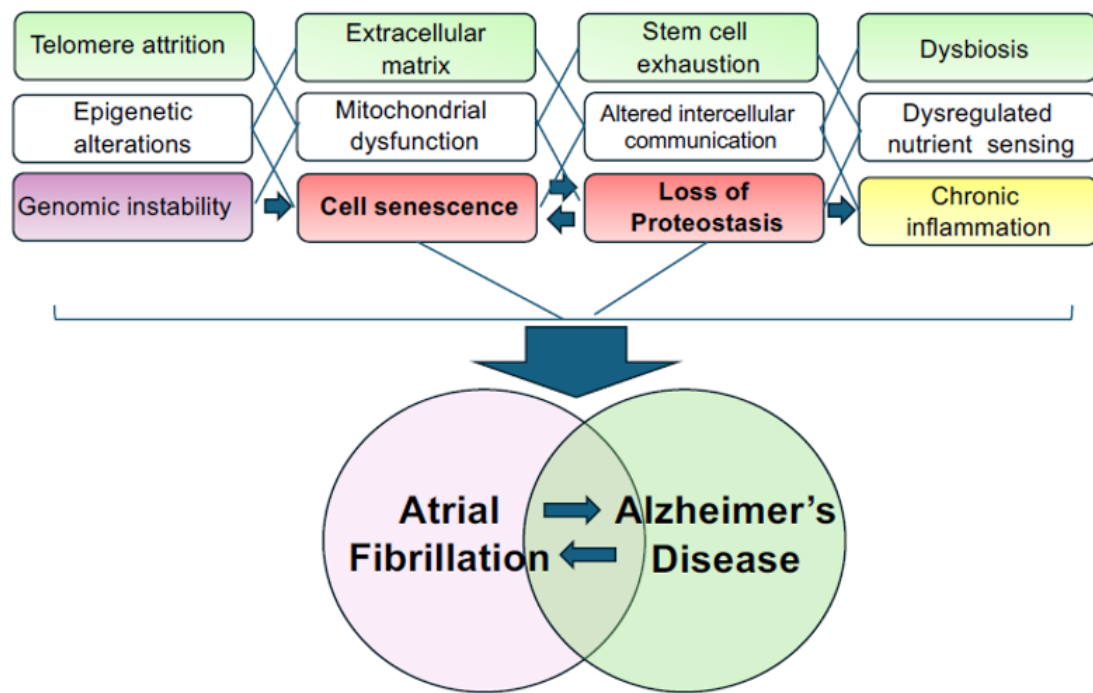 Telomere attrition
Extracellular
matrix
Stem cell
exhaustion
Dysbiosis
Epigenetic
alterations
Mitochondrial
dysfunction
Altered intercellular
communication
Dysregulated
nutrient sensing
Genomic instability
Cell senescence
Loss of
Proteostasis
Chronic
inflammation
Atrial
Fibrillation
Alzheimer's
Disease